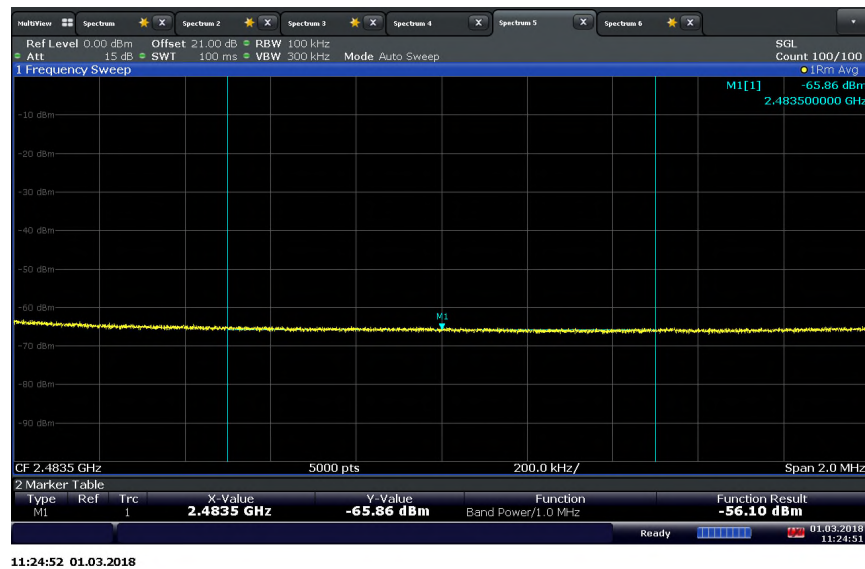 MultiView Spectrum X Spectrum 2 X Spectrum 3 X Spectrum 4 X Spectrum 5 X Spectrum 6 X
Ref Level 0.00 dBm Offset 21.00 dB RBW 100 kHz SGL
Att 15 dB SWT 100 ms VBW 300 kHz Mode Auto Sweep Count 100/100
1 Frequency Sweep 1Rm Avg
M1[1] -65.86 dBm
2.483500000 GHz
-10 dBm
-20 dBm
-30 dBm
-40 dBm
-50 dBm
-60 dBm
M1
-70 dBm
-80 dBm
-90 dBm
CF 2.4835 GHz 5000 pts 200.0 kHz/ Span 2.0 MHz
2 Marker Table
Type Ref Trc X-Value Y-Value Function Function Result
M1 1 2.4835 GHz -65.86 dBm Band Power/1.0 MHz -56.10 dBm
Ready 01.03.2018
11:24:51
11:24:52 01.03.2018